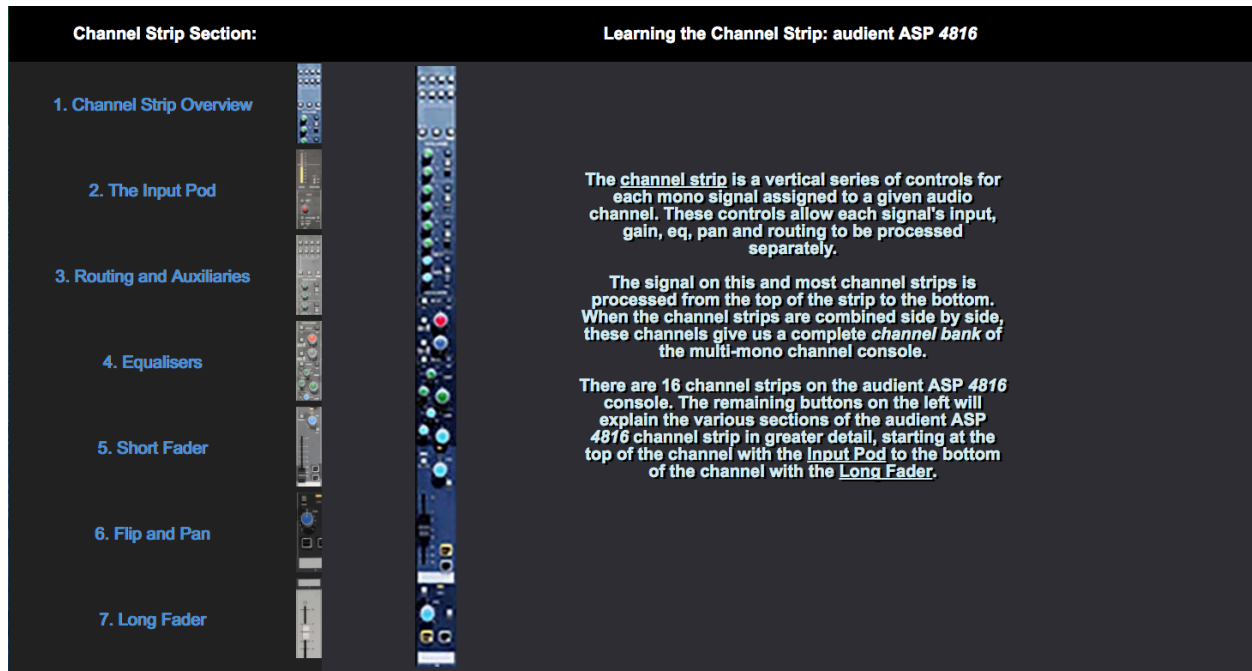 Channel Strip Section:
Learning the Channel Strip: audient ASP 4816
1. Channel Strip Overview
2. The Input Pod
3. Routing and Auxiliaries
4. Equalisers
5. Short Fader
6. Flip and Pan
7. Long Fader
The channel strip is a vertical series of controls for
each mono signal assigned to a given audio
channel. These controls allow each signal's input,
gain, eq, pan and routing to be processed
separately.
The signal on this and most channel strips is
processed from the top of the strip to the bottom.
When the channel strips are combined side by side,
these channels give us a complete channel bank of
the multi-mono channel console.
There are 16 channel strips on the audient ASP 4816
console. The remaining buttons on the left will
explain the various sections of the audient ASP
4816 channel strip in greater detail, starting at the
top of the channel with the Input Pod to the bottom
of the channel with the Long Fader.